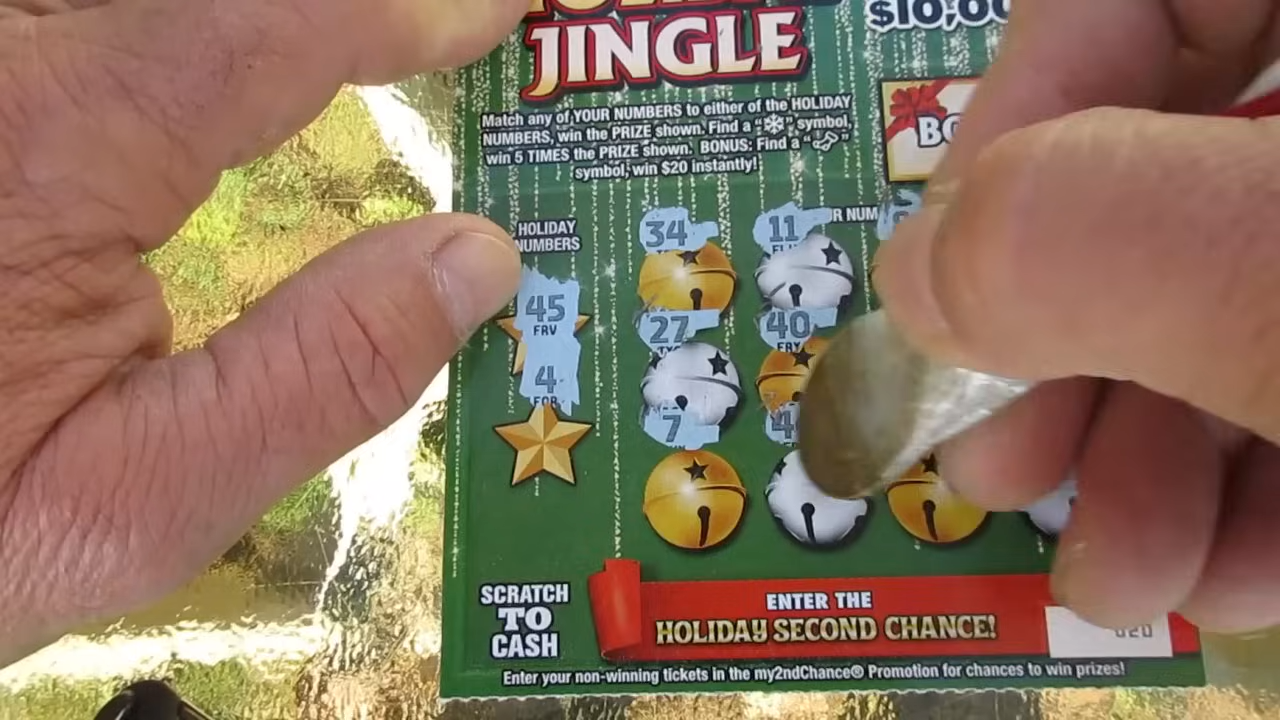 JINGLE
Match any of YOUR NUMBERS to either of the HOLIDAY
NUMBERS, win the PRIZE shown. Find a "❄" symbol,
win 5 TIMES the PRIZE shown. BONUS: Find a " "
symbol, win $20 instantly!
HOLIDAY
NUMBERS
45
FRV
4
FOR
34
11
27
40
FRY
7
SCRATCH
TO
CASH
ENTER THE
HOLIDAY SECOND CHANCE!
020
Enter your non-winning tickets in the my2ndChance® Promotion for chances to win prizes!